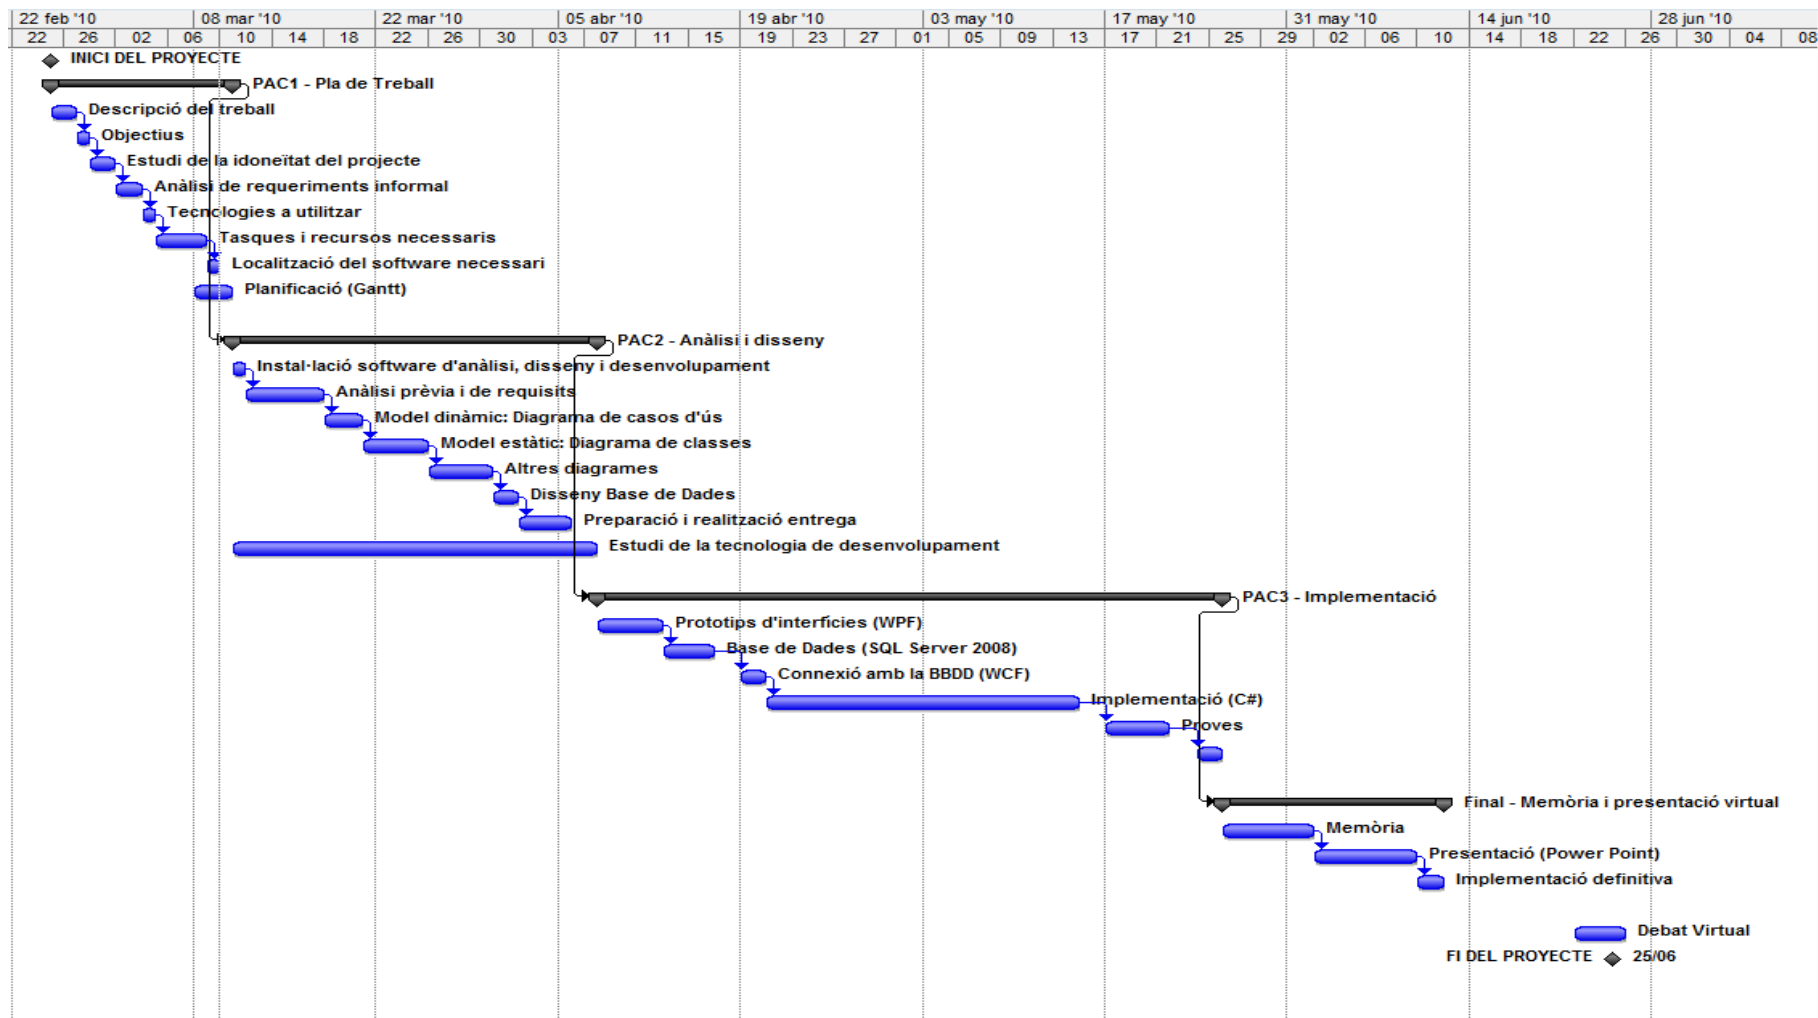 22 feb '10 08 mar '10 22 mar '10 05 abr '10 19 abr '10 03 may '10 17 may '10 31 may '10 14 jun '10 28 jun '10
22 26 02 06 10 14 18 22 26 30 03 07 11 15 19 23 27 01 05 09 13 17 21 25 29 02 06 10 14 18 22 26 30 04 08
INICI DEL PROYECTE
PAC1 - Pla de Treball
Descripció del treball
Objectius
Estudi de la idoneïtat del projecte
Anàlisi de requeriments informal
Tecnologies a utilitzar
Tasques i recursos necessaris
Localització del software necessari
Planificació (Gantt)
PAC2 - Anàlisi i disseny
Instal·lació software d'anàlisi, disseny i desenvolupament
Anàlisi prèvia i de requisits
Model dinàmic: Diagrama de casos d'ús
Model estàtic: Diagrama de classes
Altres diagrames
Disseny Base de Dades
Preparació i realització entrega
Estudi de la tecnologia de desenvolupament
PAC3 - Implementació
Prototips d'interfícies (WPF)
Base de Dades (SQL Server 2008)
Connexió amb la BBDD (WCF)
Implementació (C#)
Proves
Final - Memòria i presentació virtual
Memòria
Presentació (Power Point)
Implementació definitiva
Debat Virtual
FI DEL PROYECTE 25/06